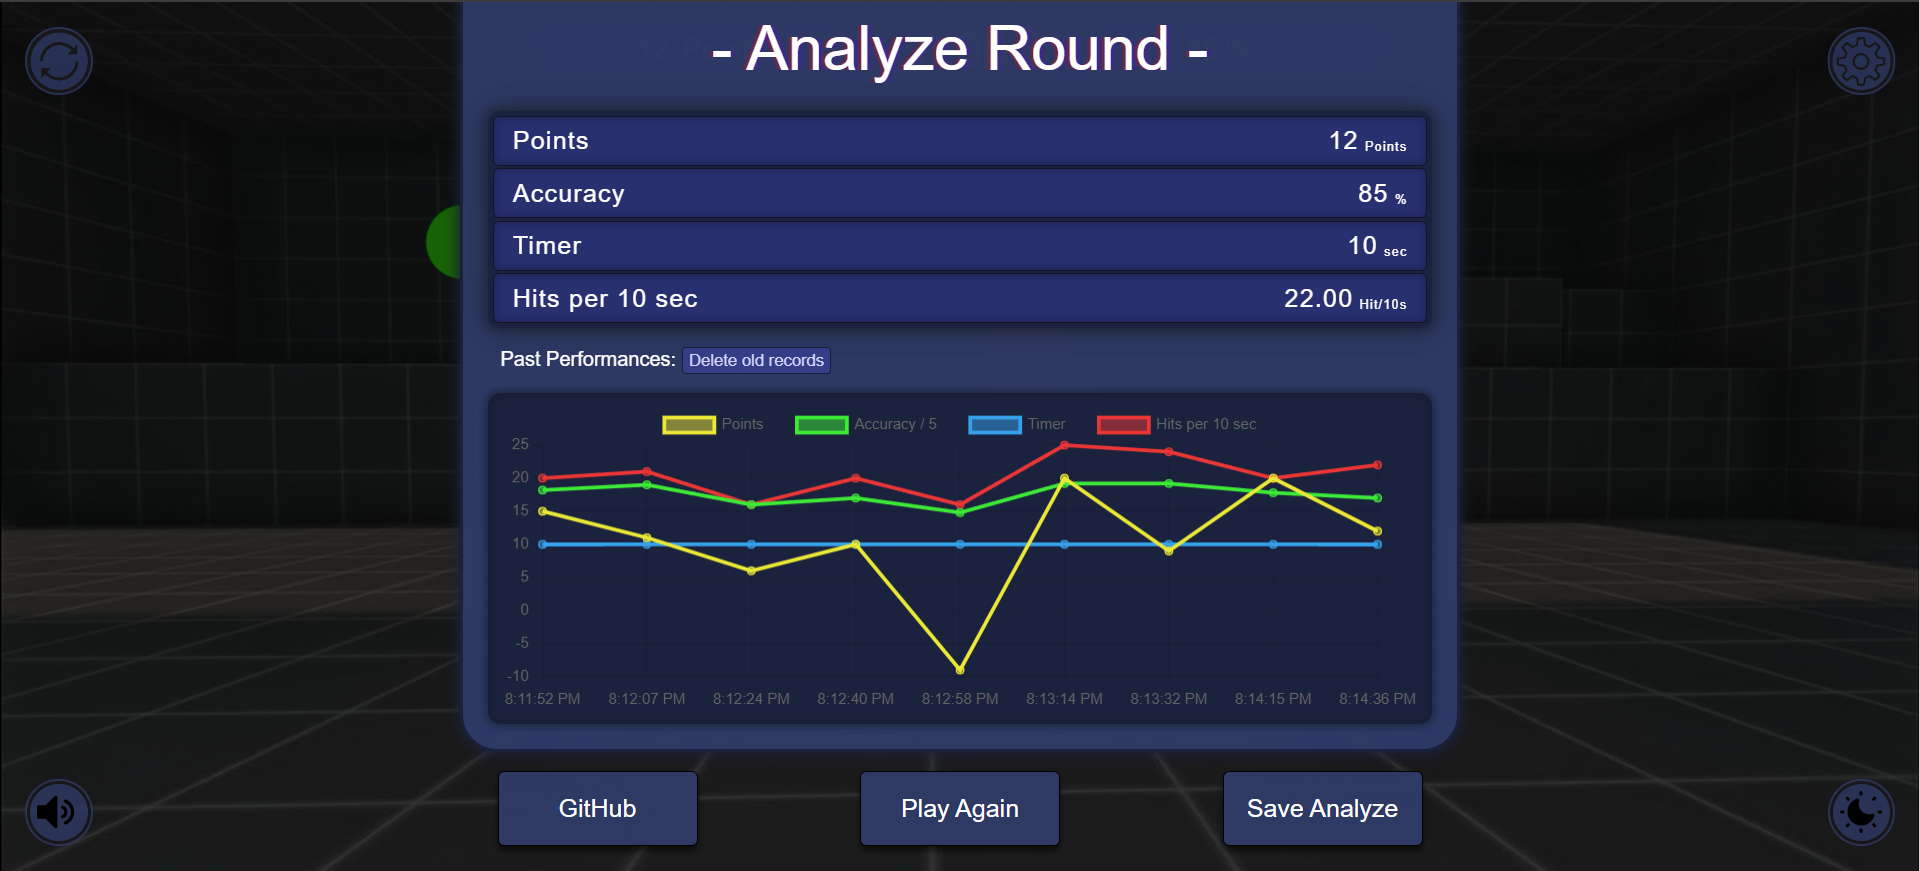 - Analyze Round -
Points 12 Points
Accuracy 85 %
Timer 10 sec
Hits per 10 sec 22.00 Hit/10s
Past Performances: Delete old records
Points Accuracy / 5 Timer Hits per 10 sec
25
20
15
10
5
0
-5
-10
8:11:52 PM 8:12:07 PM 8:12:24 PM 8:12:40 PM 8:12:58 PM 8:13:14 PM 8:13:32 PM 8:14:15 PM 8:14:36 PM
GitHub Play Again Save Analyze